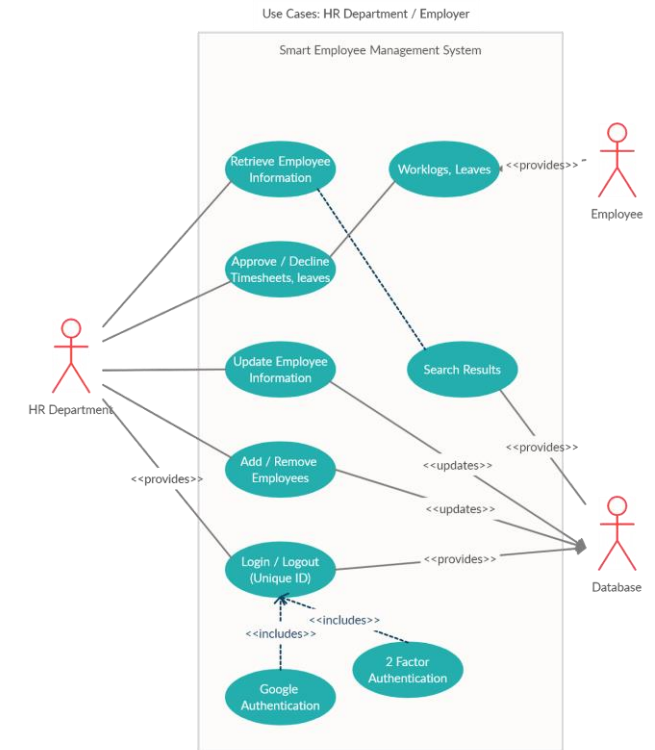 Use Cases: HR Department / Employer
Smart Employee Management System
Retrieve Employee
Information
Worklogs, Leaves
<<provides>>
Employee
Approve / Decline
Timesheets, leaves
HR Department
Update Employee
Information
Search Results
<<provides>>
<<updates>>
Add / Remove
Employees
<<provides>>
<<updates>>
Login / Logout
(Unique ID)
<<provides>>
Database
<<includes>>
<<includes>>
2 Factor
Authentication
Google
Authentication